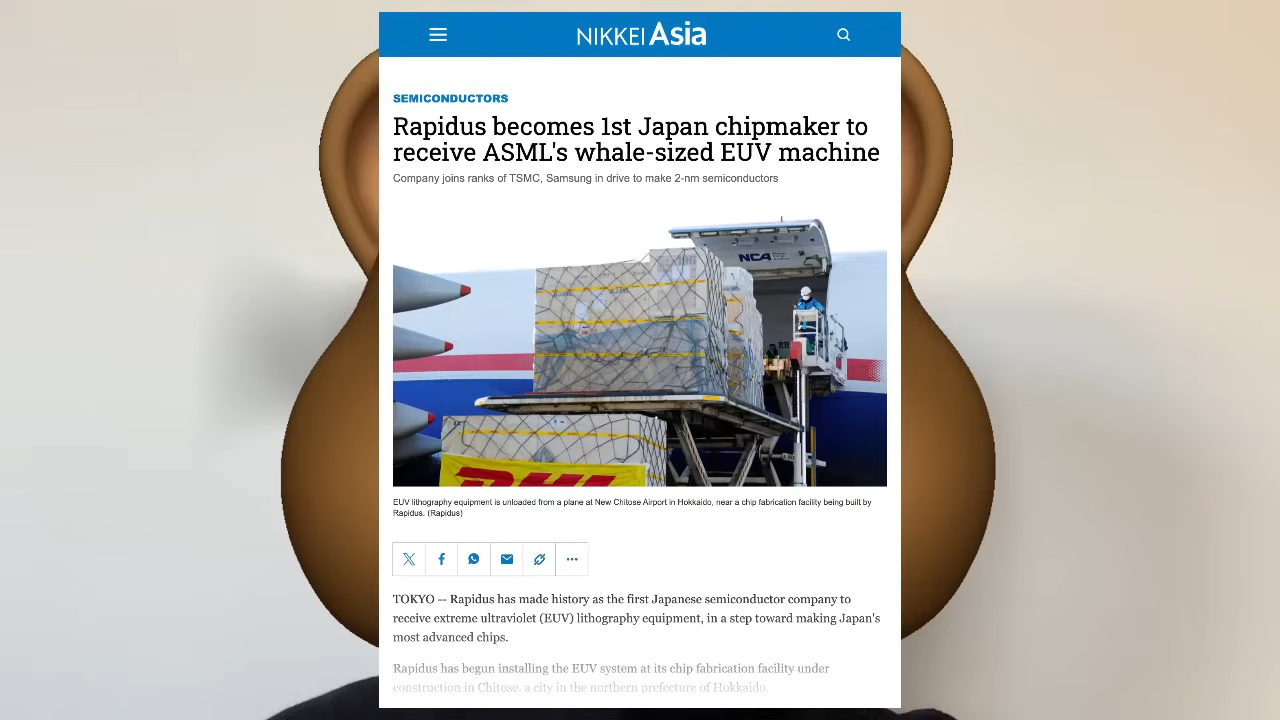 NIKKEI Asia
SEMICONDUCTORS
Rapidus becomes 1st Japan chipmaker to
receive ASML's whale-sized EUV machine
Company joins ranks of TSMC, Samsung in drive to make 2-nm semiconductors
NCA
DHL
EUV lithography equipment is unloaded from a plane at New Chitose Airport in Hokkaido, near a chip fabrication facility being built by
Rapidus. (Rapidus)
TOKYO -- Rapidus has made history as the first Japanese semiconductor company to
receive extreme ultraviolet (EUV) lithography equipment, in a step toward making Japan's
most advanced chips.
Rapidus has begun installing the EUV system at its chip fabrication facility under
construction in Chitose, a city in the northern prefecture of Hokkaido.